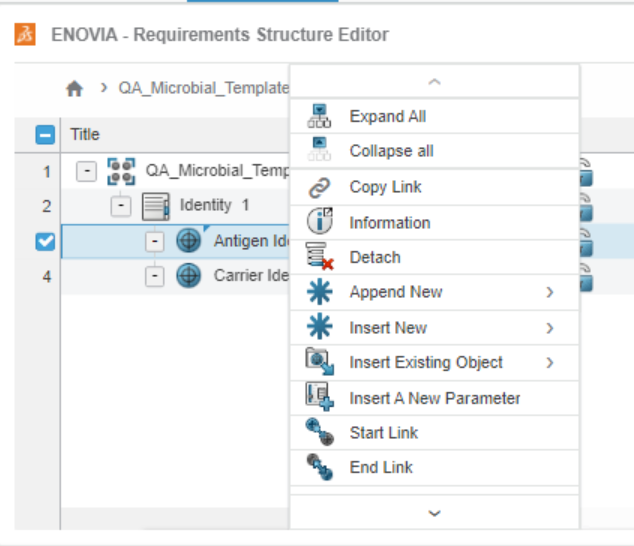 ENOVIA - Requirements Structure Editor
QA_Microbial_Template
Title
1 QA_Microbial_Temp
2 Identity 1
Antigen Ide
4 Carrier Ide
Expand All
Collapse all
Copy Link
Information
Detach
Append New
Insert New
Insert Existing Object
Insert A New Parameter
Start Link
End Link